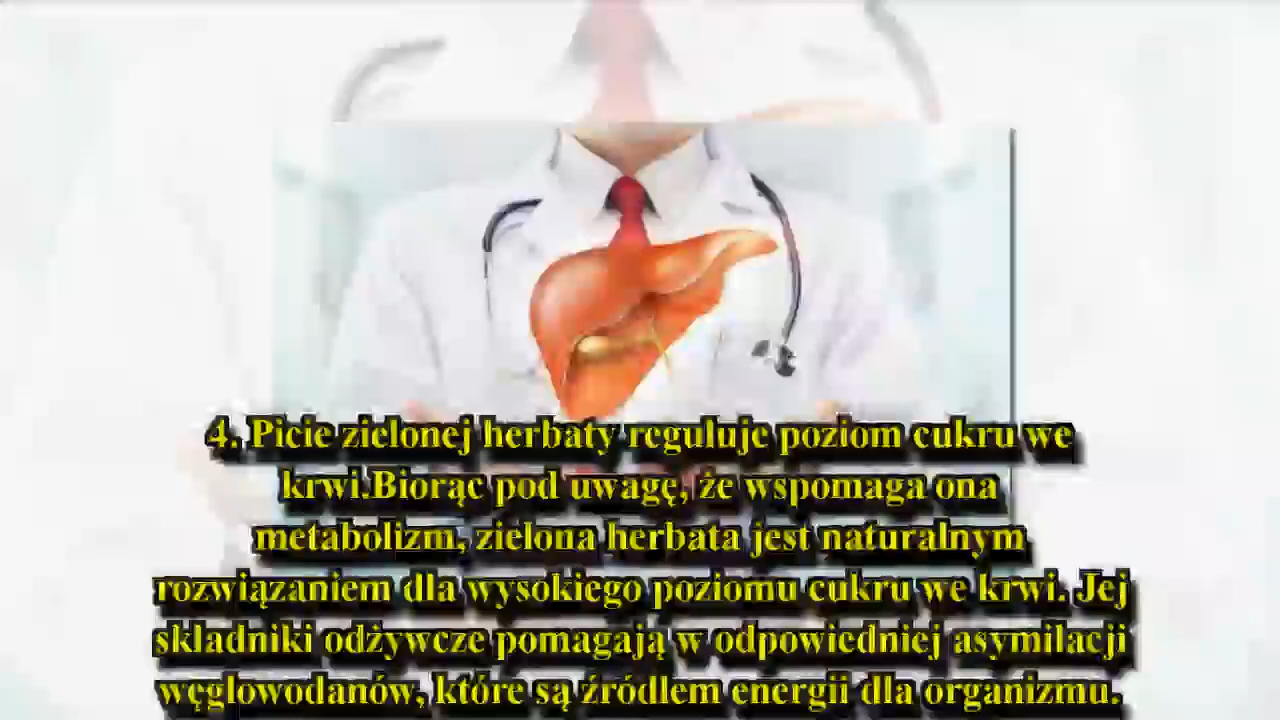 4. Picie zielonej herbaty reguluje poziom cukru we
krwi.Biorąc pod uwagę, że wspomaga ona
metabolizm, zielona herbata jest naturalnym
rozwiązaniem dla wysokiego poziomu cukru we krwi. Jej
składniki odżywcze pomagają w odpowiedniej asymilacji
węglowodanów, które są źródłem energii dla organizmu.